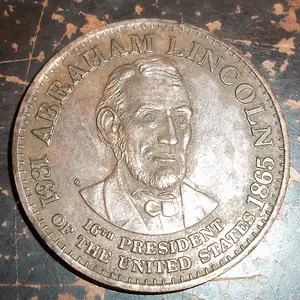 ABRAHAM LINCOLN
1861
1865
16TH PRESIDENT
OF THE UNITED STATES